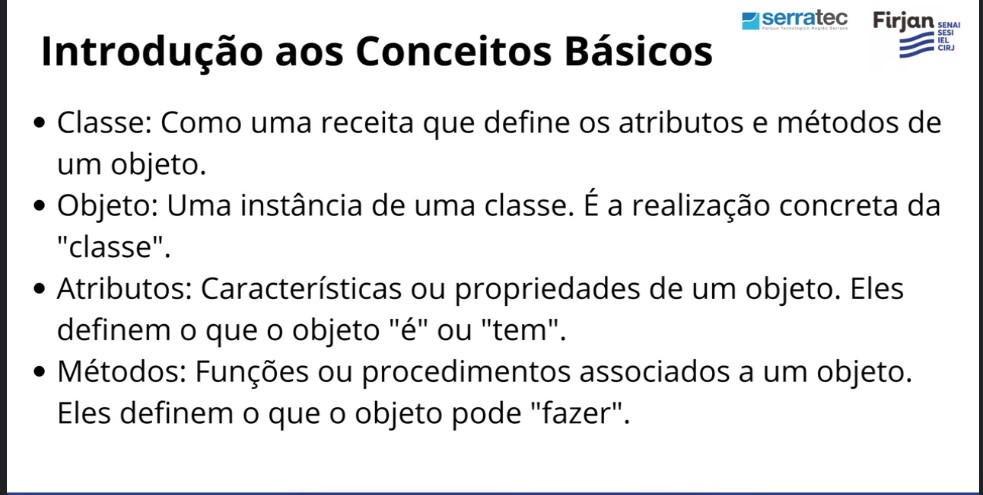 serratec
Parque Tecnológico Região Serrana
Firjan SENAI
SESI
IEL
CIRJ
Introdução aos Conceitos Básicos
• Classe: Como uma receita que define os atributos e métodos de
um objeto.
• Objeto: Uma instância de uma classe. É a realização concreta da
"classe".
• Atributos: Características ou propriedades de um objeto. Eles
definem o que o objeto "é" ou "tem".
• Métodos: Funções ou procedimentos associados a um objeto.
Eles definem o que o objeto pode "fazer".